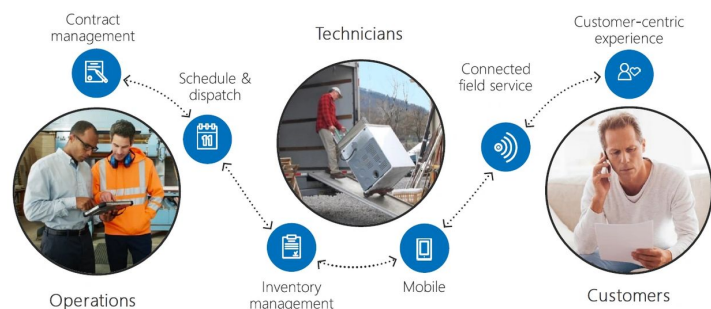 Contract
management
Schedule &
dispatch
Operations
Technicians
Inventory
management
Mobile
Connected
field service
Customer-centric
experience
Customers